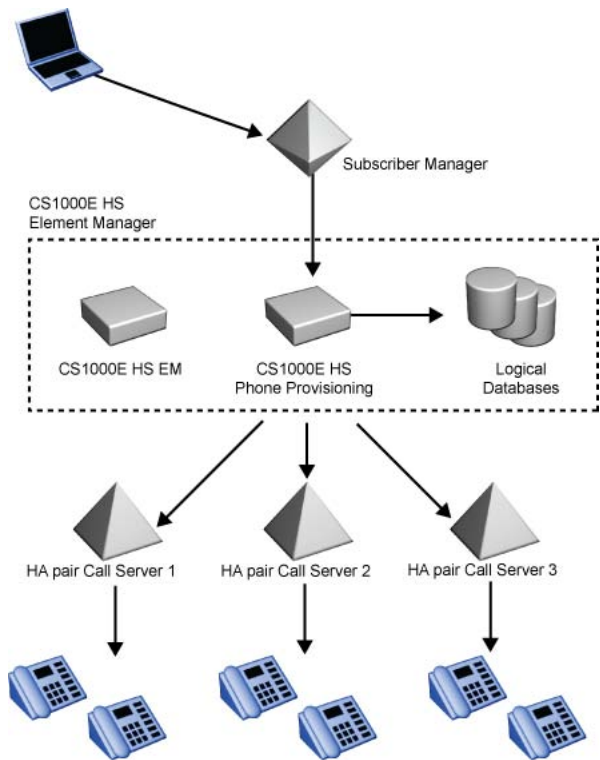 Subscriber Manager
CS1000E HS
Element Manager
CS1000E HS EM
CS1000E HS
Phone Provisioning
Logical
Databases
HA pair Call Server 1
HA pair Call Server 2
HA pair Call Server 3